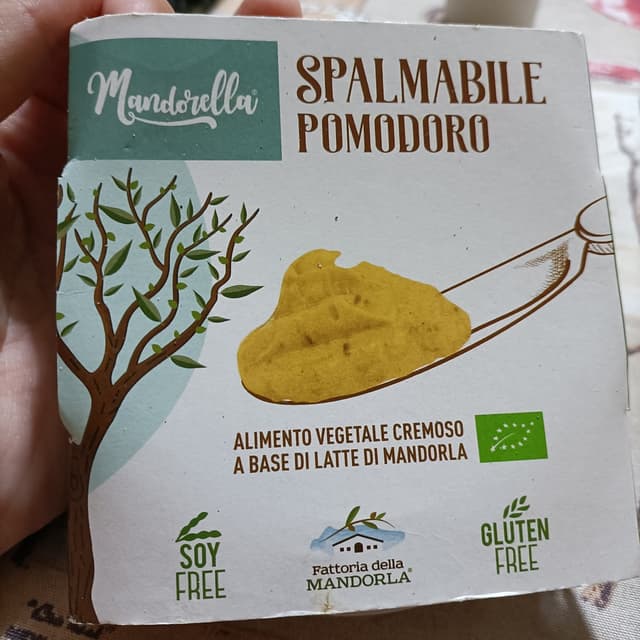 Mandorella
SPALMABILE
POMODORO
ALIMENTO VEGETALE CREMOSO
A BASE DI LATTE DI MANDORLA
SOY
FREE
Fattoria della
MANDORLA®
GLUTEN
FREE